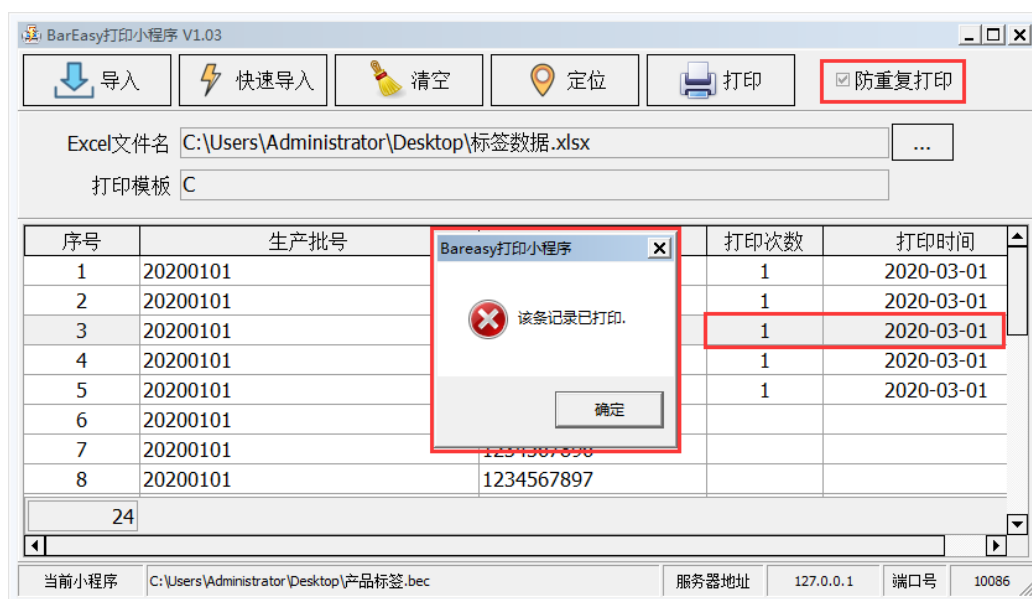 BarEasy打印小程序 V1.03
导入 快速导入 清空 定位 打印 防重复打印
Excel文件名 C:\Users\Administrator\Desktop\标签数据.xlsx ...
打印模板 C
序号 生产批号 打印次数 打印时间
Bareasy打印小程序
1 20200101 1 2020-03-01
2 20200101 1 2020-03-01
该条记录已打印.
3 20200101 1 2020-03-01
4 20200101 1 2020-03-01
5 20200101 1 2020-03-01
确定
6 20200101
7 20200101
8 20200101 1234567897
24
当前小程序 C:\Users\Administrator\Desktop\产品标签.bec 服务器地址 127.0.0.1 端口号 10086